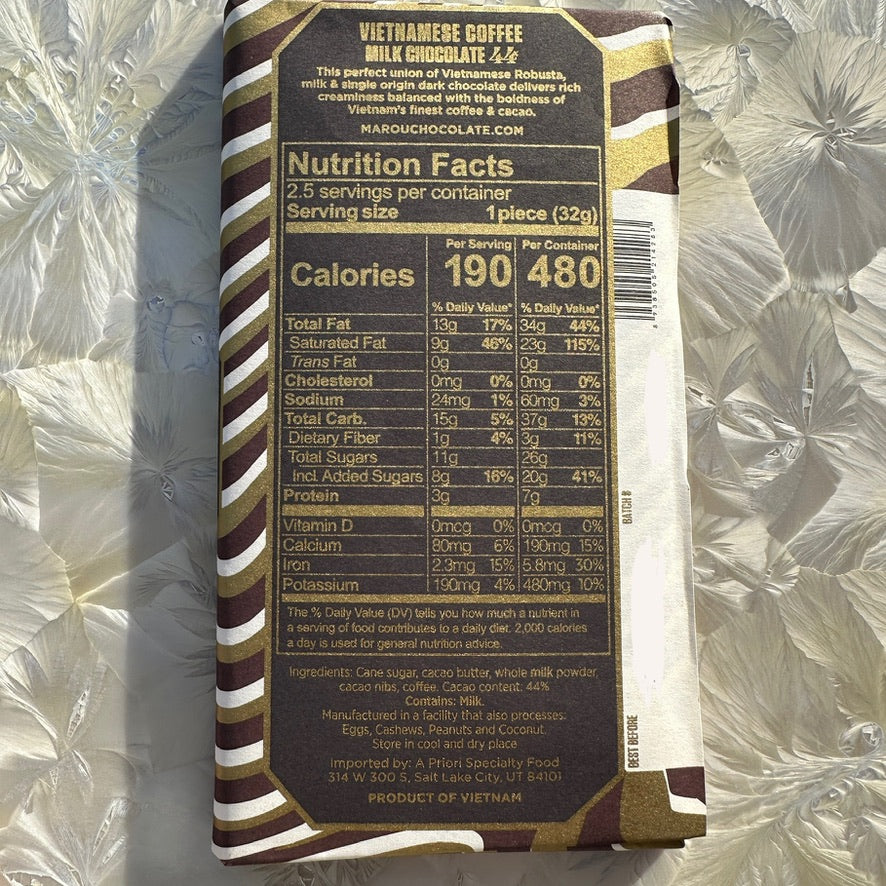 VIETNAMESE COFFEE
MILK CHOCOLATE 44
This perfect union of Vietnamese Robusta,
milk & single origin dark chocolate delivers rich
creaminess balanced with the boldness of
Vietnam's finest coffee & cacao.
MAROUCHOCOLATE.COM
Nutrition Facts
2.5 servings per container
Serving size 1 piece (32g)
Per Serving Per Container
Calories 190 480
% Daily Value* % Daily Value*
Total Fat 13g 17% 34g 44%
Saturated Fat 9g 46% 23g 115%
Trans Fat 0g 0g
Cholesterol 0mg 0% 0mg 0%
Sodium 24mg 1% 60mg 3%
Total Carb. 15g 5% 37g 13%
Dietary Fiber 1g 4% 3g 11%
Total Sugars 11g 26g
Incl. Added Sugars 8g 16% 20g 41%
Protein 3g 7g
Vitamin D 0mcg 0% 0mcg 0%
Calcium 80mg 6% 190mg 15%
Iron 2.3mg 15% 5.8mg 30%
Potassium 190mg 4% 480mg 10%
The % Daily Value (DV) tells you how much a nutrient in
a serving of food contributes to a daily diet. 2,000 calories
a day is used for general nutrition advice.
Ingredients: Cane sugar, cacao butter, whole milk powder,
cacao nibs, coffee. Cacao content: 44%
Contains: Milk.
Manufactured in a facility that also processes:
Eggs, Cashews, Peanuts and Coconut.
Store in cool and dry place
Imported by: A Priori Specialty Food
314 W 300 S, Salt Lake City, UT 84101
PRODUCT OF VIETNAM
BATCH #
BEST BEFORE